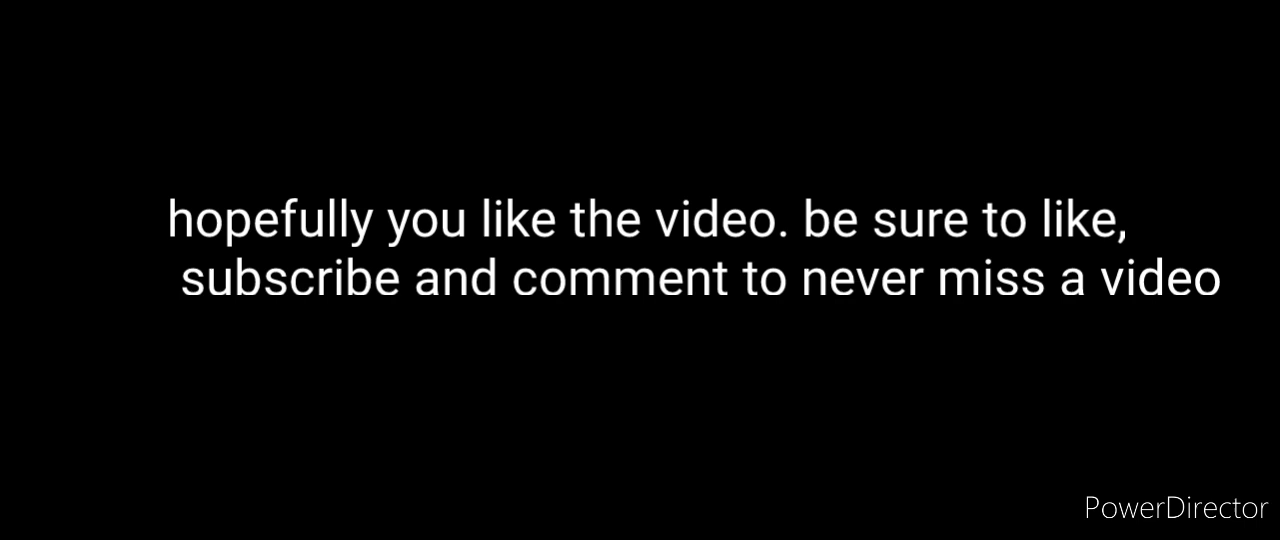 hopefully you like the video. be sure to like,
subscribe and comment to never miss a video
PowerDirector